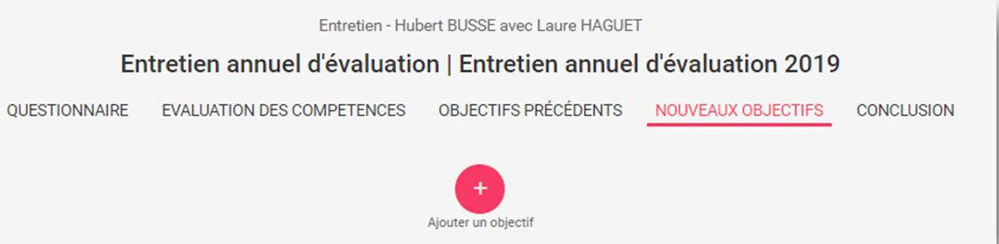 Entretien - Hubert BUSSE avec Laure HAGUET
Entretien annuel d'évaluation | Entretien annuel d'évaluation 2019
QUESTIONNAIRE EVALUATION DES COMPETENCES OBJECTIFS PRÉCÉDENTS NOUVEAUX OBJECTIFS CONCLUSION
+
Ajouter un objectif